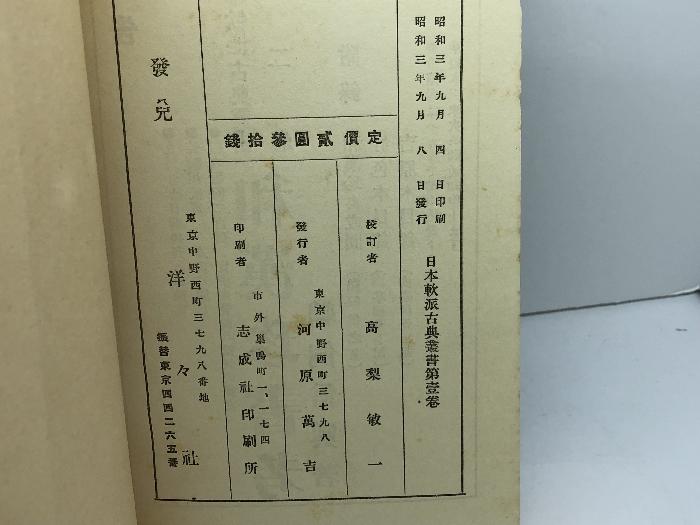 昭和三年九月四日印刷
昭和三年九月八日發行
日本軟派古典叢書第壹卷
定價貳圓參拾錢
校訂者 高梨敏一
東京中野西町三七九八
發行者 河原萬吉
市外巢鴨町一、一七四
印刷者 志成社印刷所
東京中野西町三七九八番地
發兌 洋々社
振替東京四四二六五番